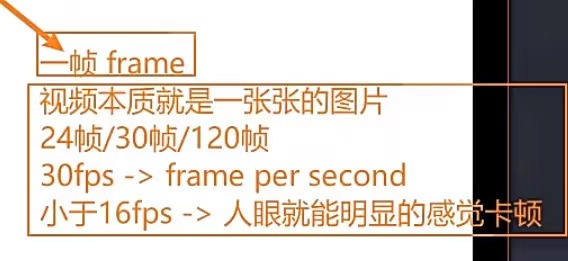 一帧 frame
视频本质就是一张张的图片
24帧/30帧/120帧
30fps -> frame per second
小于16fps -> 人眼就能明显的感觉卡顿